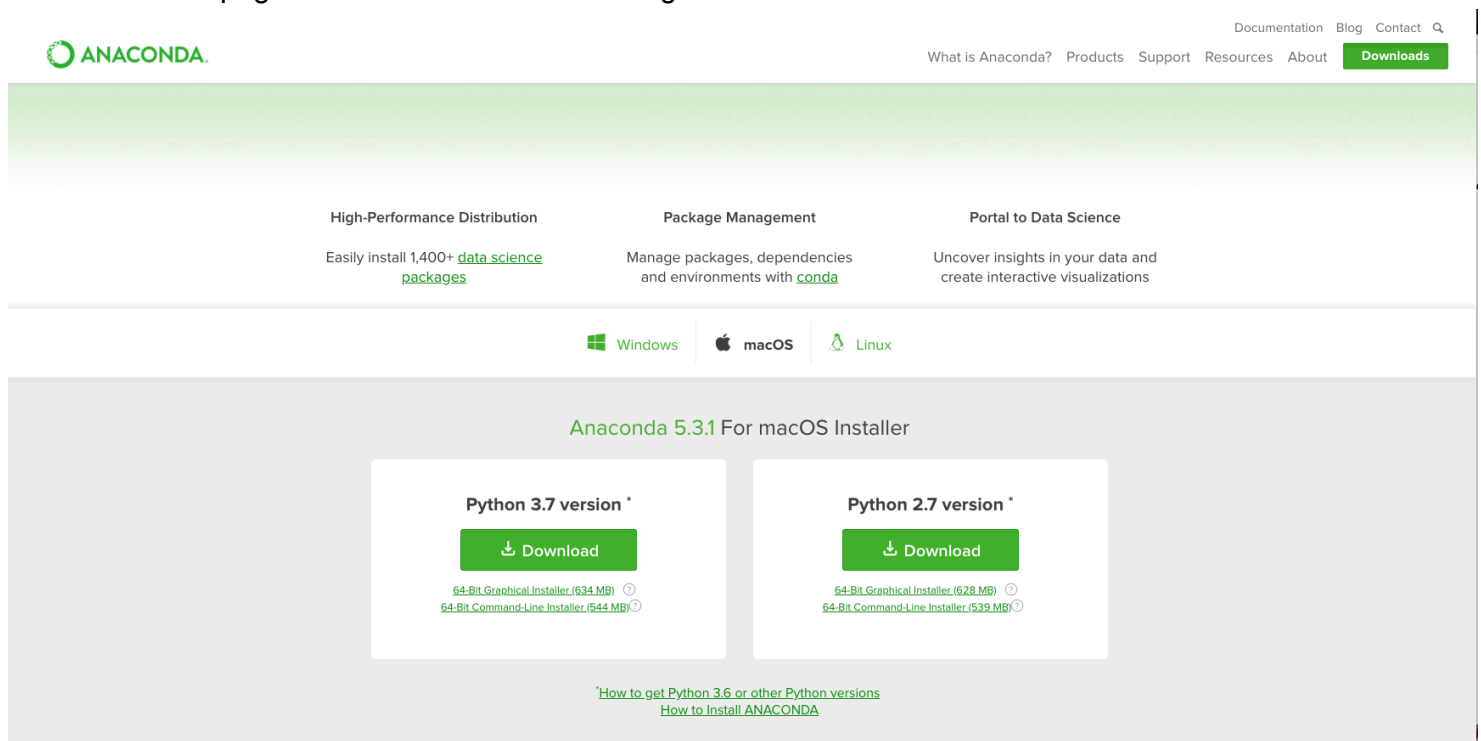 Documentation Blog Contact
ANACONDA.
What is Anaconda? Products Support Resources About Downloads
High-Performance Distribution
Easily install 1,400+ data science
packages
Package Management
Manage packages, dependencies
and environments with conda
Portal to Data Science
Uncover insights in your data and
create interactive visualizations
Windows macOS Linux
Anaconda 5.3.1 For macOS Installer
Python 3.7 version *
Download
64-Bit Graphical Installer (634 MB) ?
64-Bit Command-Line Installer (544 MB) ?
Python 2.7 version *
Download
64-Bit Graphical Installer (628 MB) ?
64-Bit Command-Line Installer (539 MB) ?
*How to get Python 3.6 or other Python versions
How to Install ANACONDA